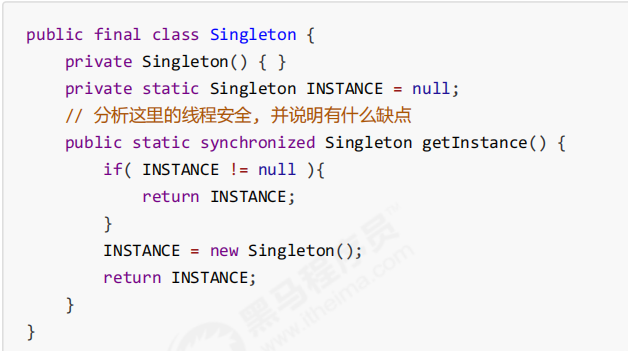 public final class Singleton {
    private Singleton() { }
    private static Singleton INSTANCE = null;
    // 分析这里的线程安全, 并说明有什么缺点
    public static synchronized Singleton getInstance() {
        if( INSTANCE != null ){
            return INSTANCE;
        }
        INSTANCE = new Singleton();
        return INSTANCE;
    }
}
黑马程序员™
www.itheima.com